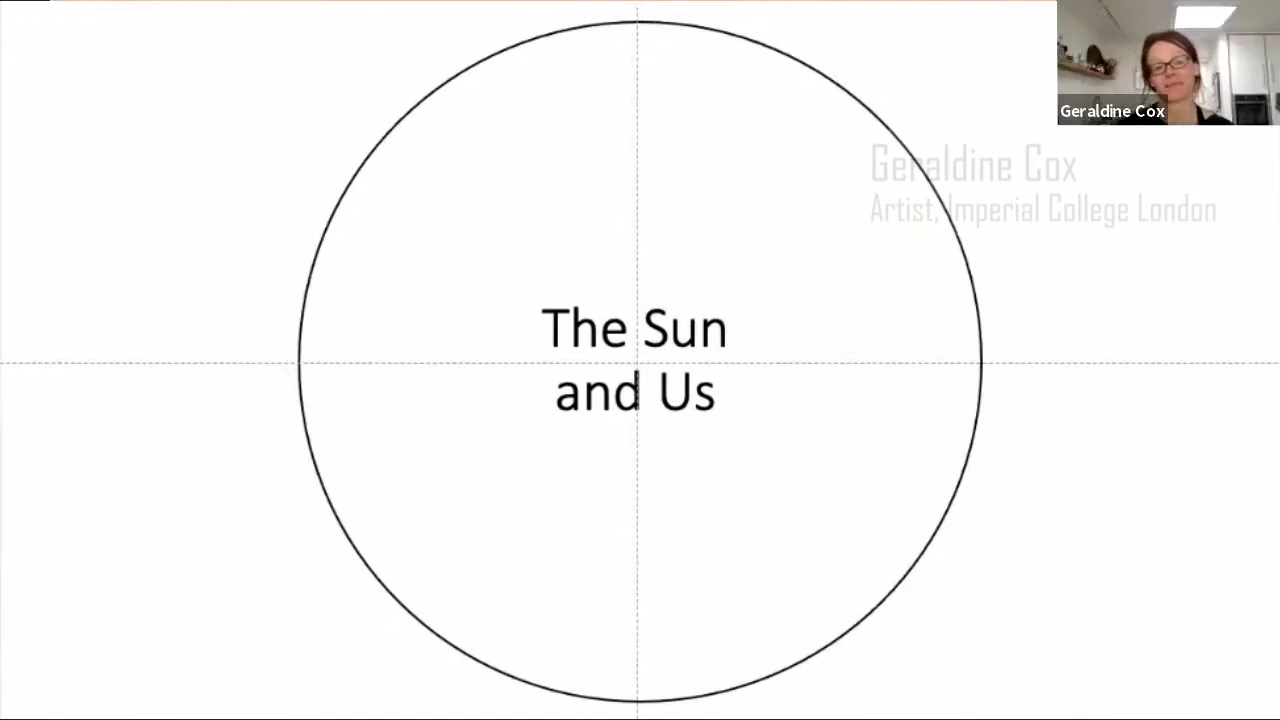 Geraldine Cox
Geraldine Cox
Artist, Imperial College London
The Sun
and Us